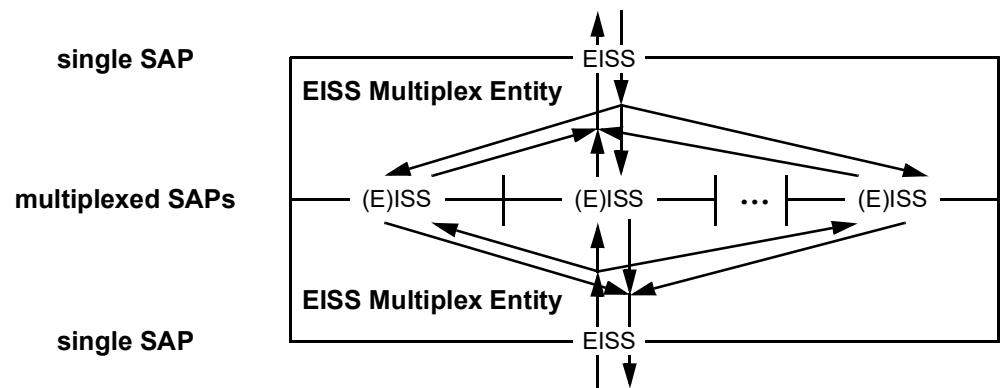 single SAP
EISS
EISS Multiplex Entity
multiplexed SAPs
(E)ISS
(E)ISS
...
(E)ISS
EISS Multiplex Entity
single SAP
EISS